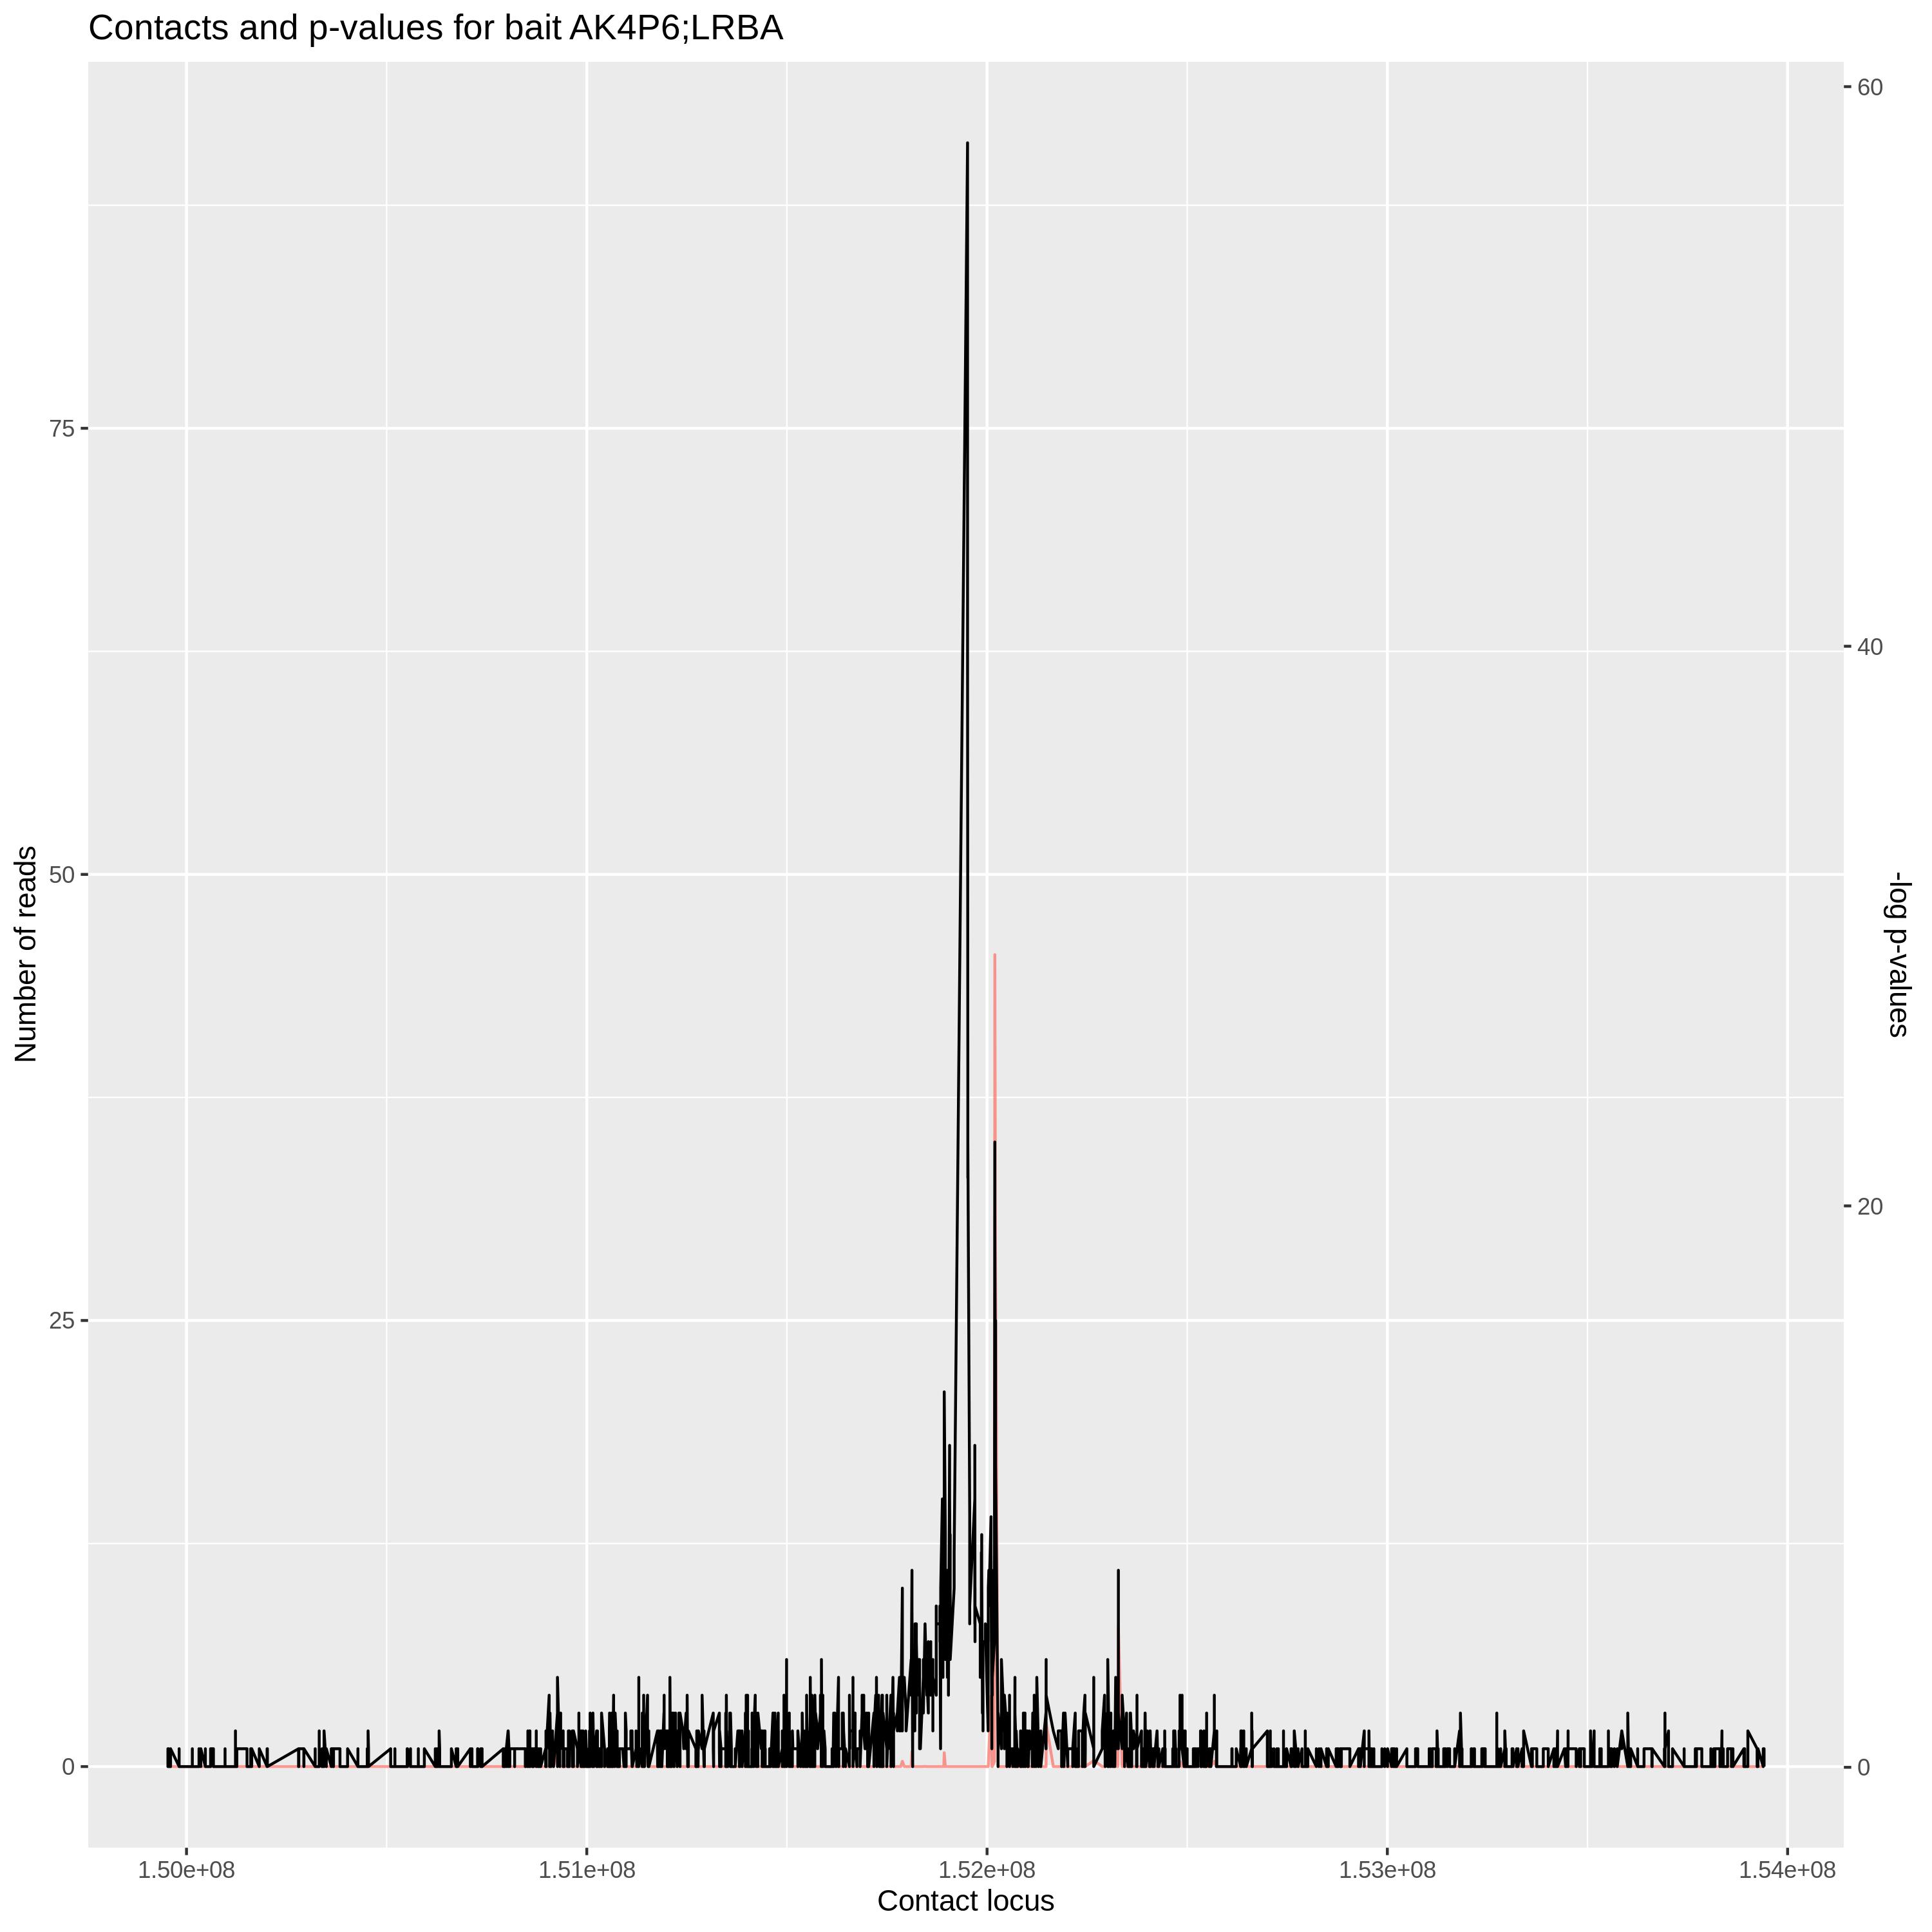 Contacts and p-values for bait AK4P6;LRBA
60
75
40
50
Number of reads
-log p-values
20
25
0
0
1.50e+08
1.51e+08
1.52e+08
1.53e+08
1.54e+08
Contact locus